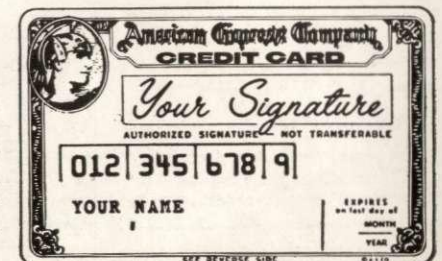 American Express Company
CREDIT CARD
Your Signature
AUTHORIZED SIGNATURE – NOT TRANSFERABLE
012 345 678 9
YOUR NAME
EXPIRES
on last day of
MONTH
YEAR
SEE REVERSE SIDE